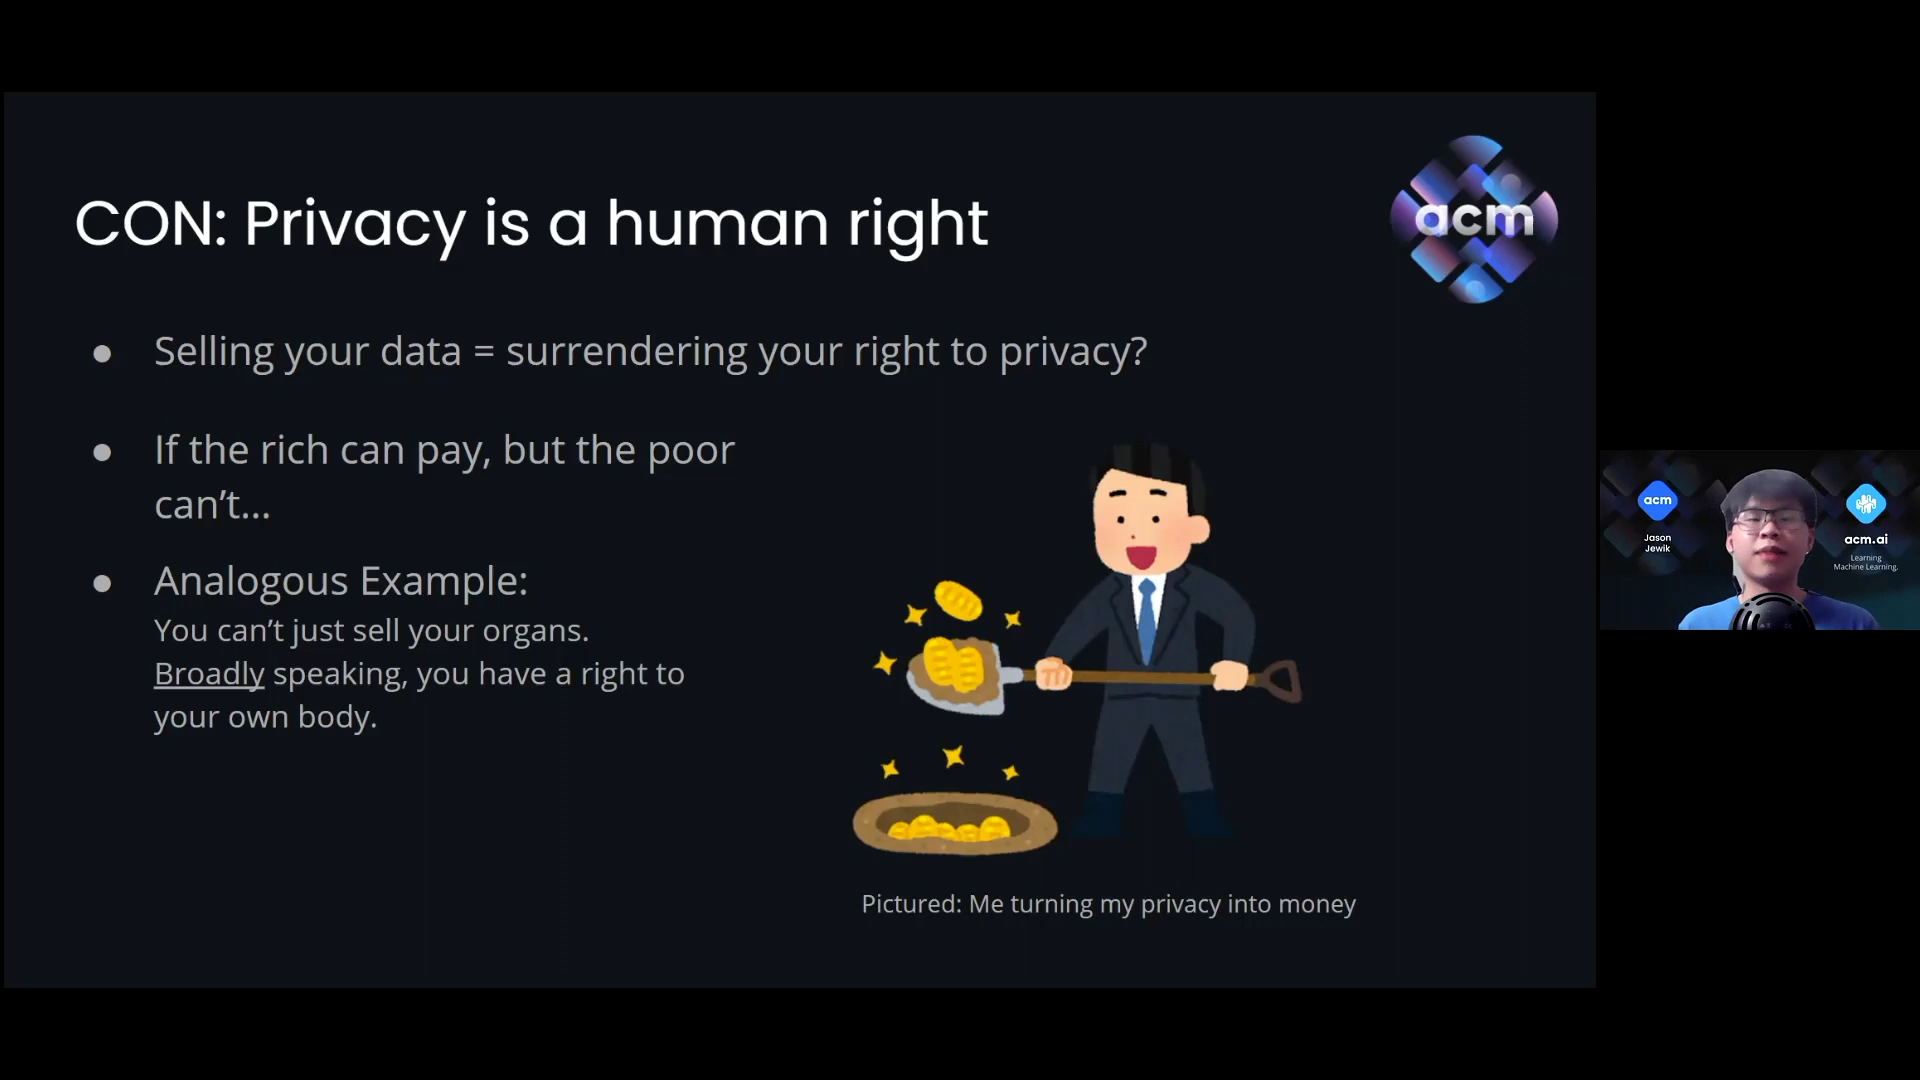 CON: Privacy is a human right
acm
● Selling your data = surrendering your right to privacy?
● If the rich can pay, but the poor
can’t...
● Analogous Example:
You can’t just sell your organs.
Broadly speaking, you have a right to
your own body.
Pictured: Me turning my privacy into money
acm
Jason
Jewik
acm.ai
Learning
Machine Learning.